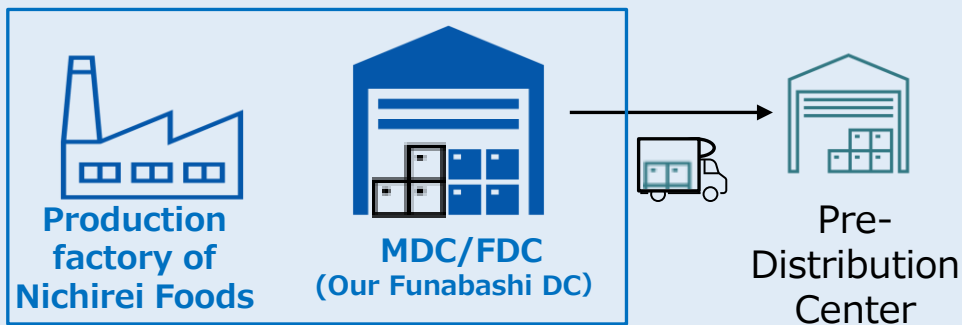 Production
factory of
Nichirei Foods
MDC/FDC
(Our Funabashi DC）
Pre-
Distribution
Center